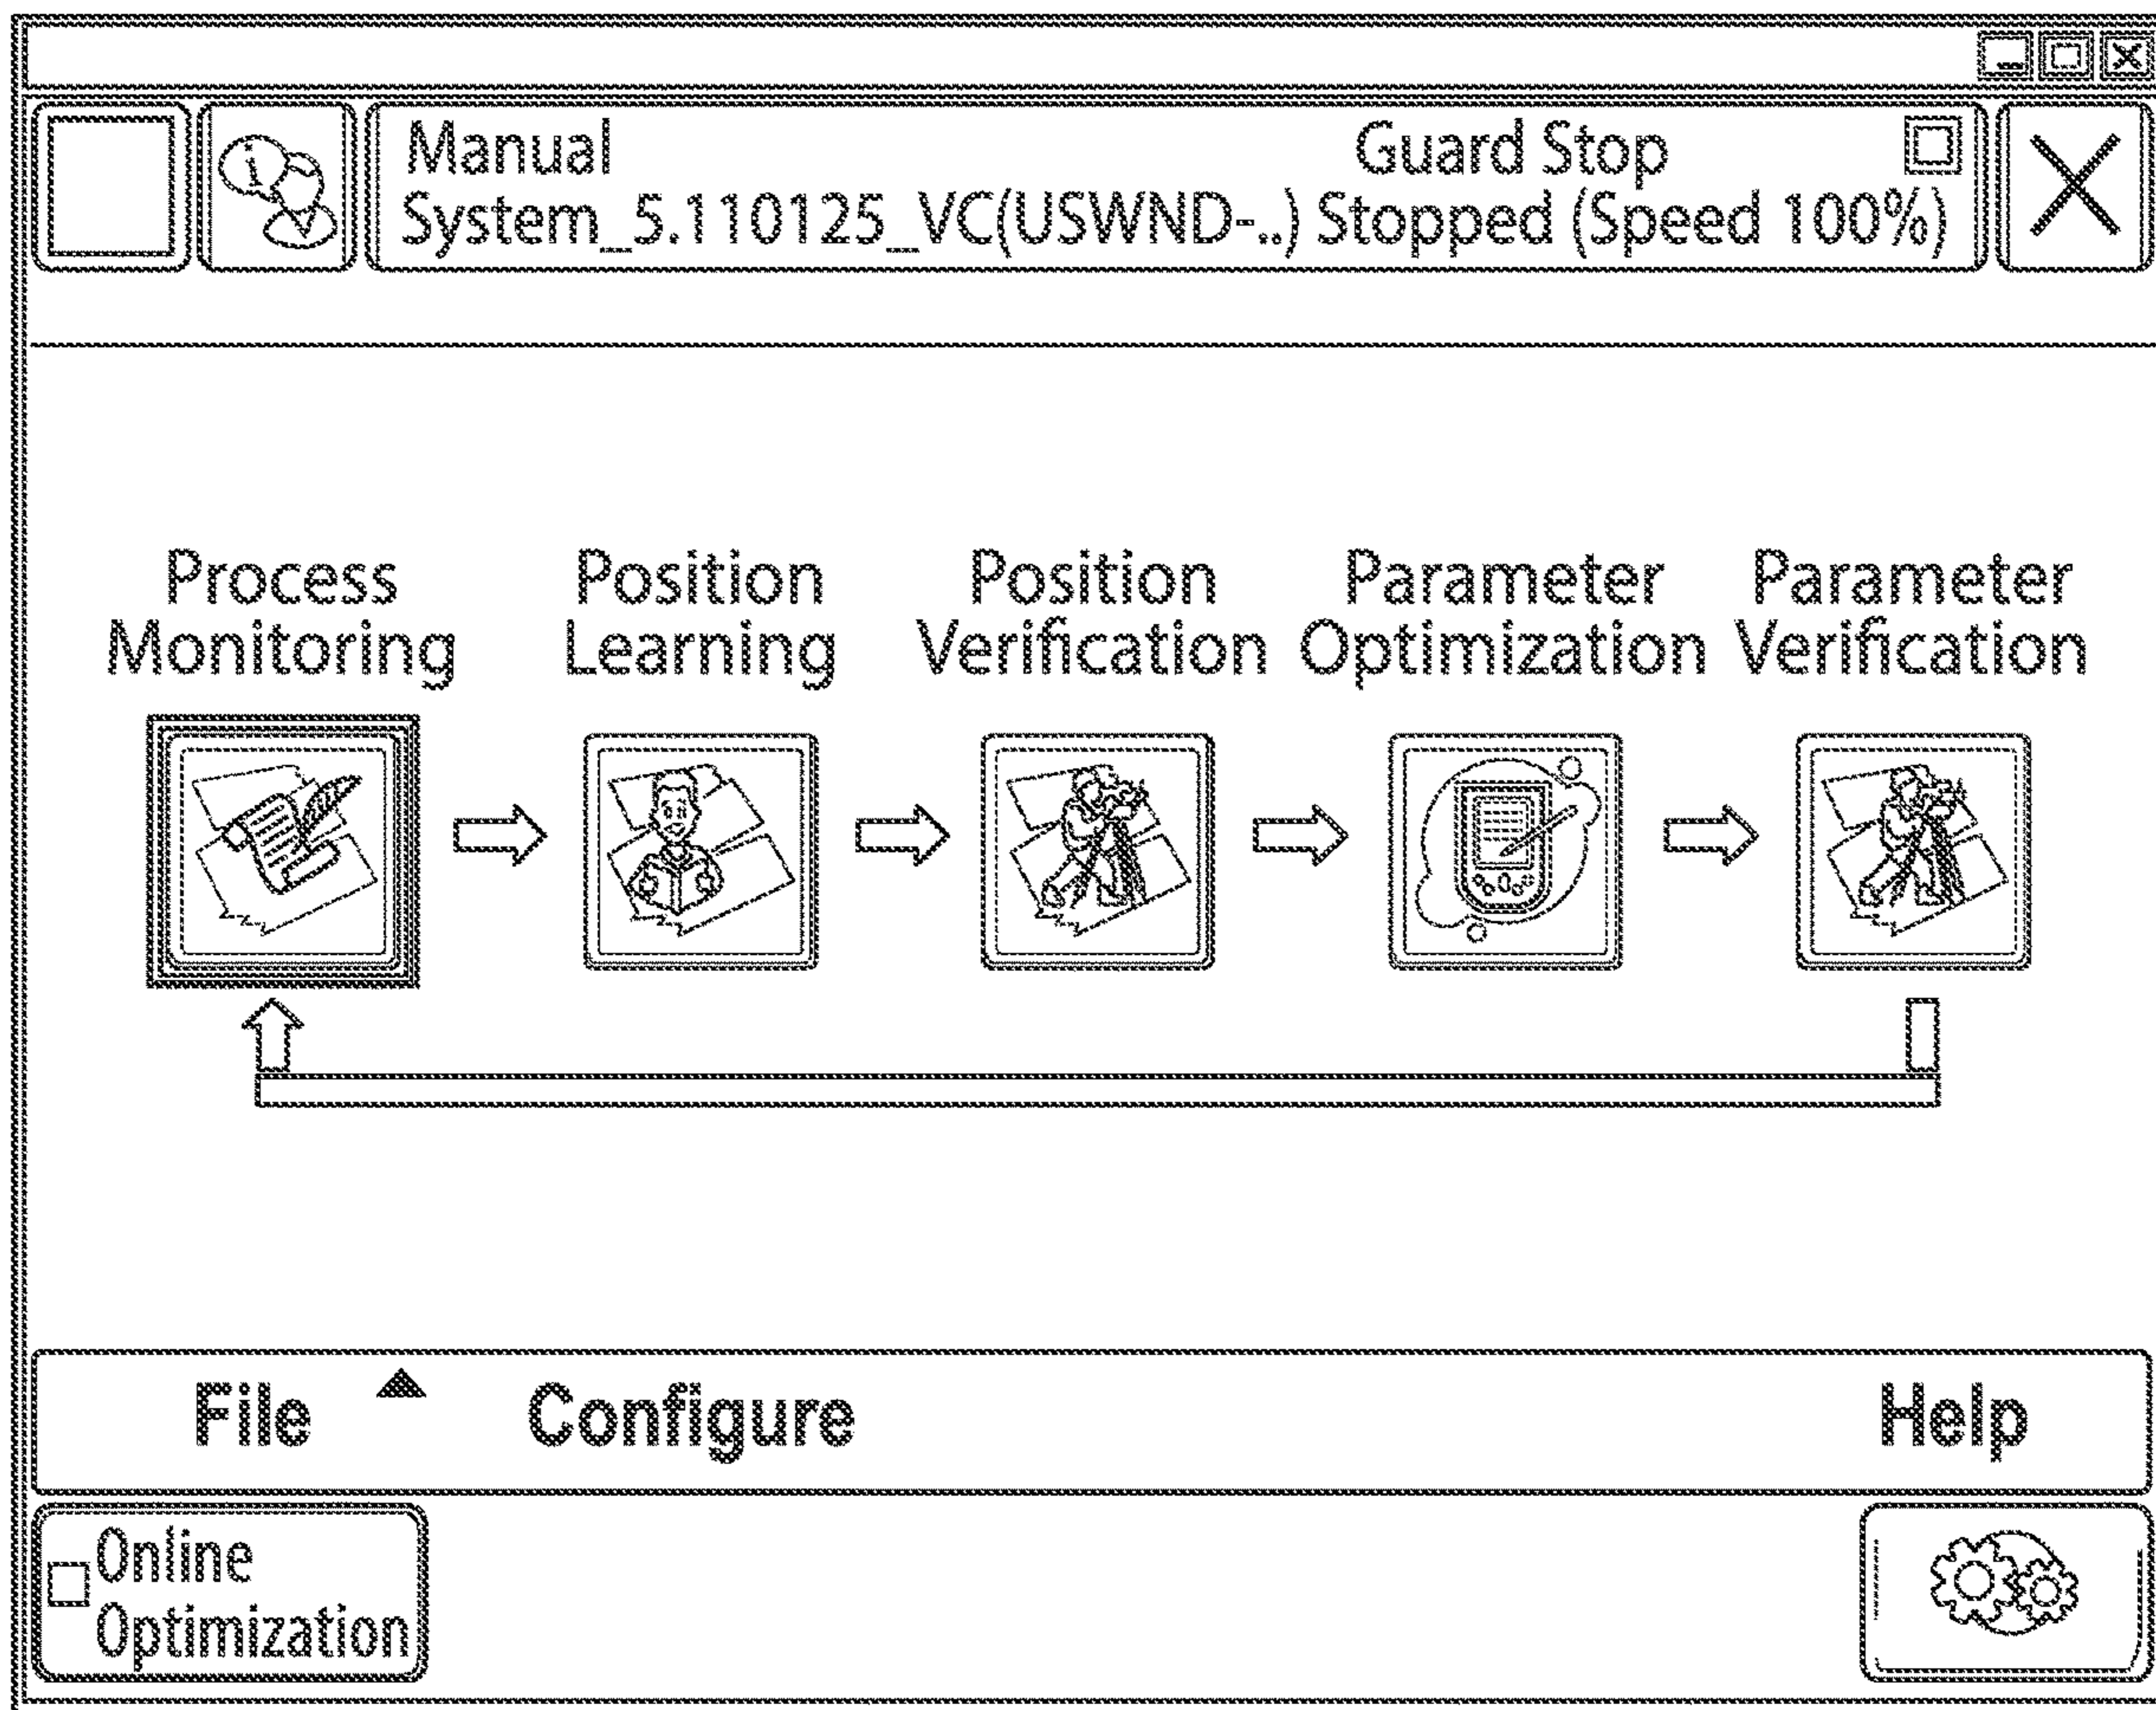 Manual Guard Stop
System_5.110125_VC(USWND-..) Stopped (Speed 100%)
Process Monitoring
Position Learning
Position Verification
Parameter Optimization
Parameter Verification
File Configure Help
Online
Optimization